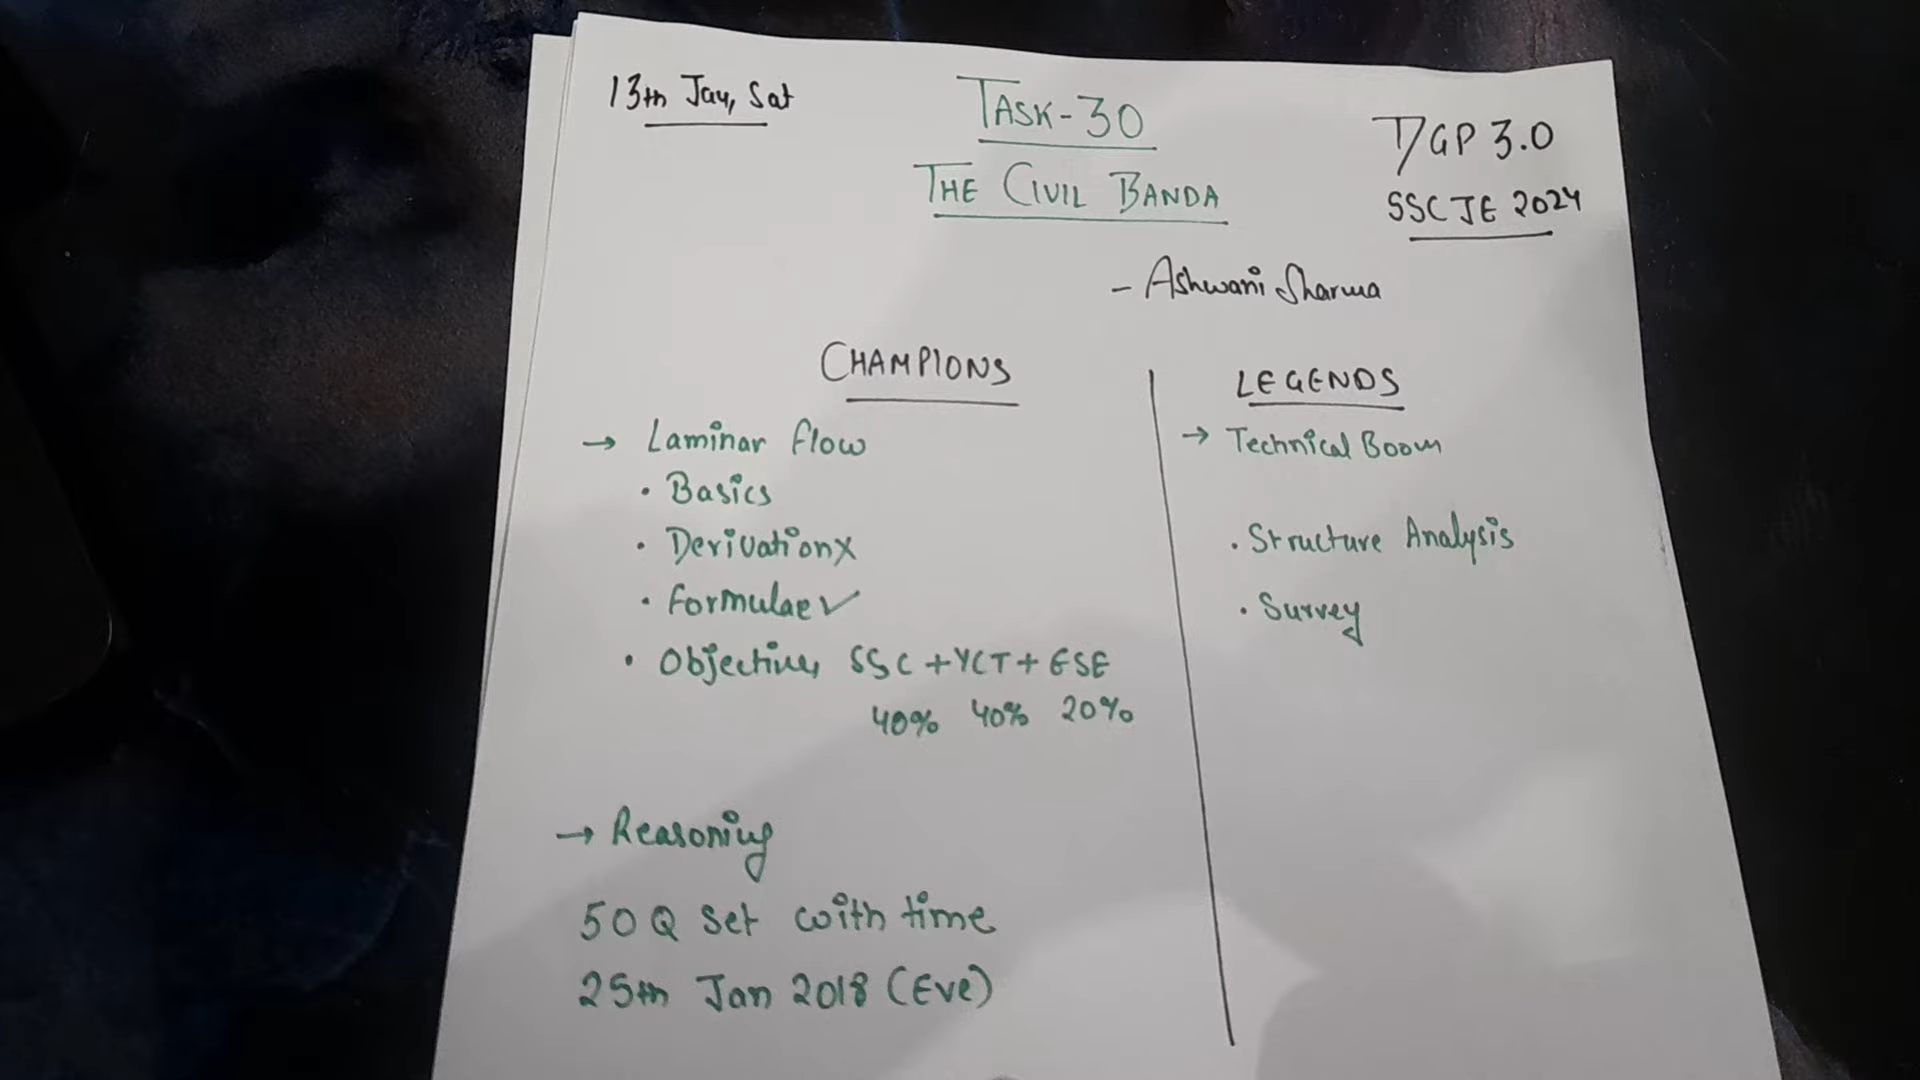 13th Jan, Sat
TASK-30
THE CIVIL BANDA
T/GP 3.0
SSC JE 2024
- Ashwani Sharma
CHAMPIONS
→ Laminar flow
• Basics
• Derivation ×
• Formulae ✓
• Objectives SSC + YCT + ESE
40% 40% 20%
→ Reasoning
50 Q Set with time
25th Jan 2018 (Eve)
LEGENDS
→ Technical Boom
• Structure Analysis
• Survey